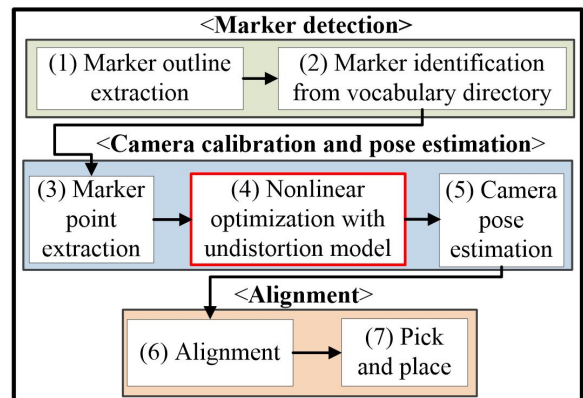 <Marker detection>
(1) Marker outline
extraction
(2) Marker identification
from vocabulary directory
<Camera calibration and pose estimation>
(3) Marker
point
extraction
(4) Nonlinear
optimization with
undistortion model
(5) Camera
pose
estimation
<Alignment>
(6) Alignment
(7) Pick
and place